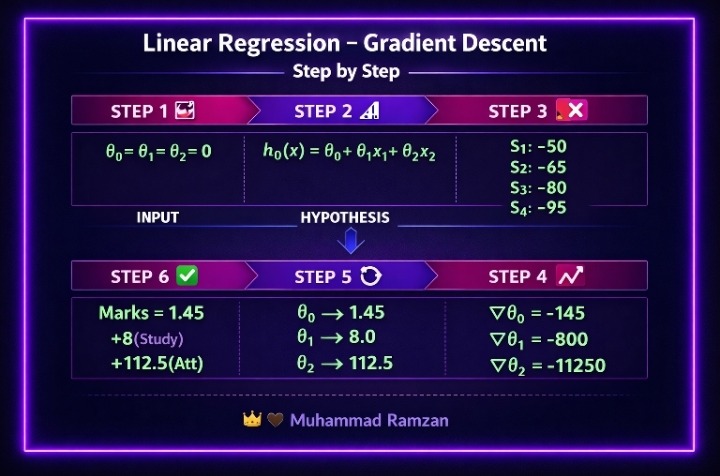 Linear Regression – Gradient Descent
Step by Step
STEP 1
STEP 2
STEP 3
θ₀= θ₁= θ₂= 0
h₀(x) = θ₀+ θ₁x₁+ θ₂x₂
S₁: -50
S₂: -65
S₃: -80
S₄: -95
INPUT
HYPOTHESIS
STEP 6
STEP 5
STEP 4
Marks = 1.45
+8(Study)
+112.5(Att)
θ₀ → 1.45
θ₁ → 8.0
θ₂ → 112.5
∇θ₀ = -145
∇θ₁ = -800
∇θ₂ = -11250
Muhammad Ramzan